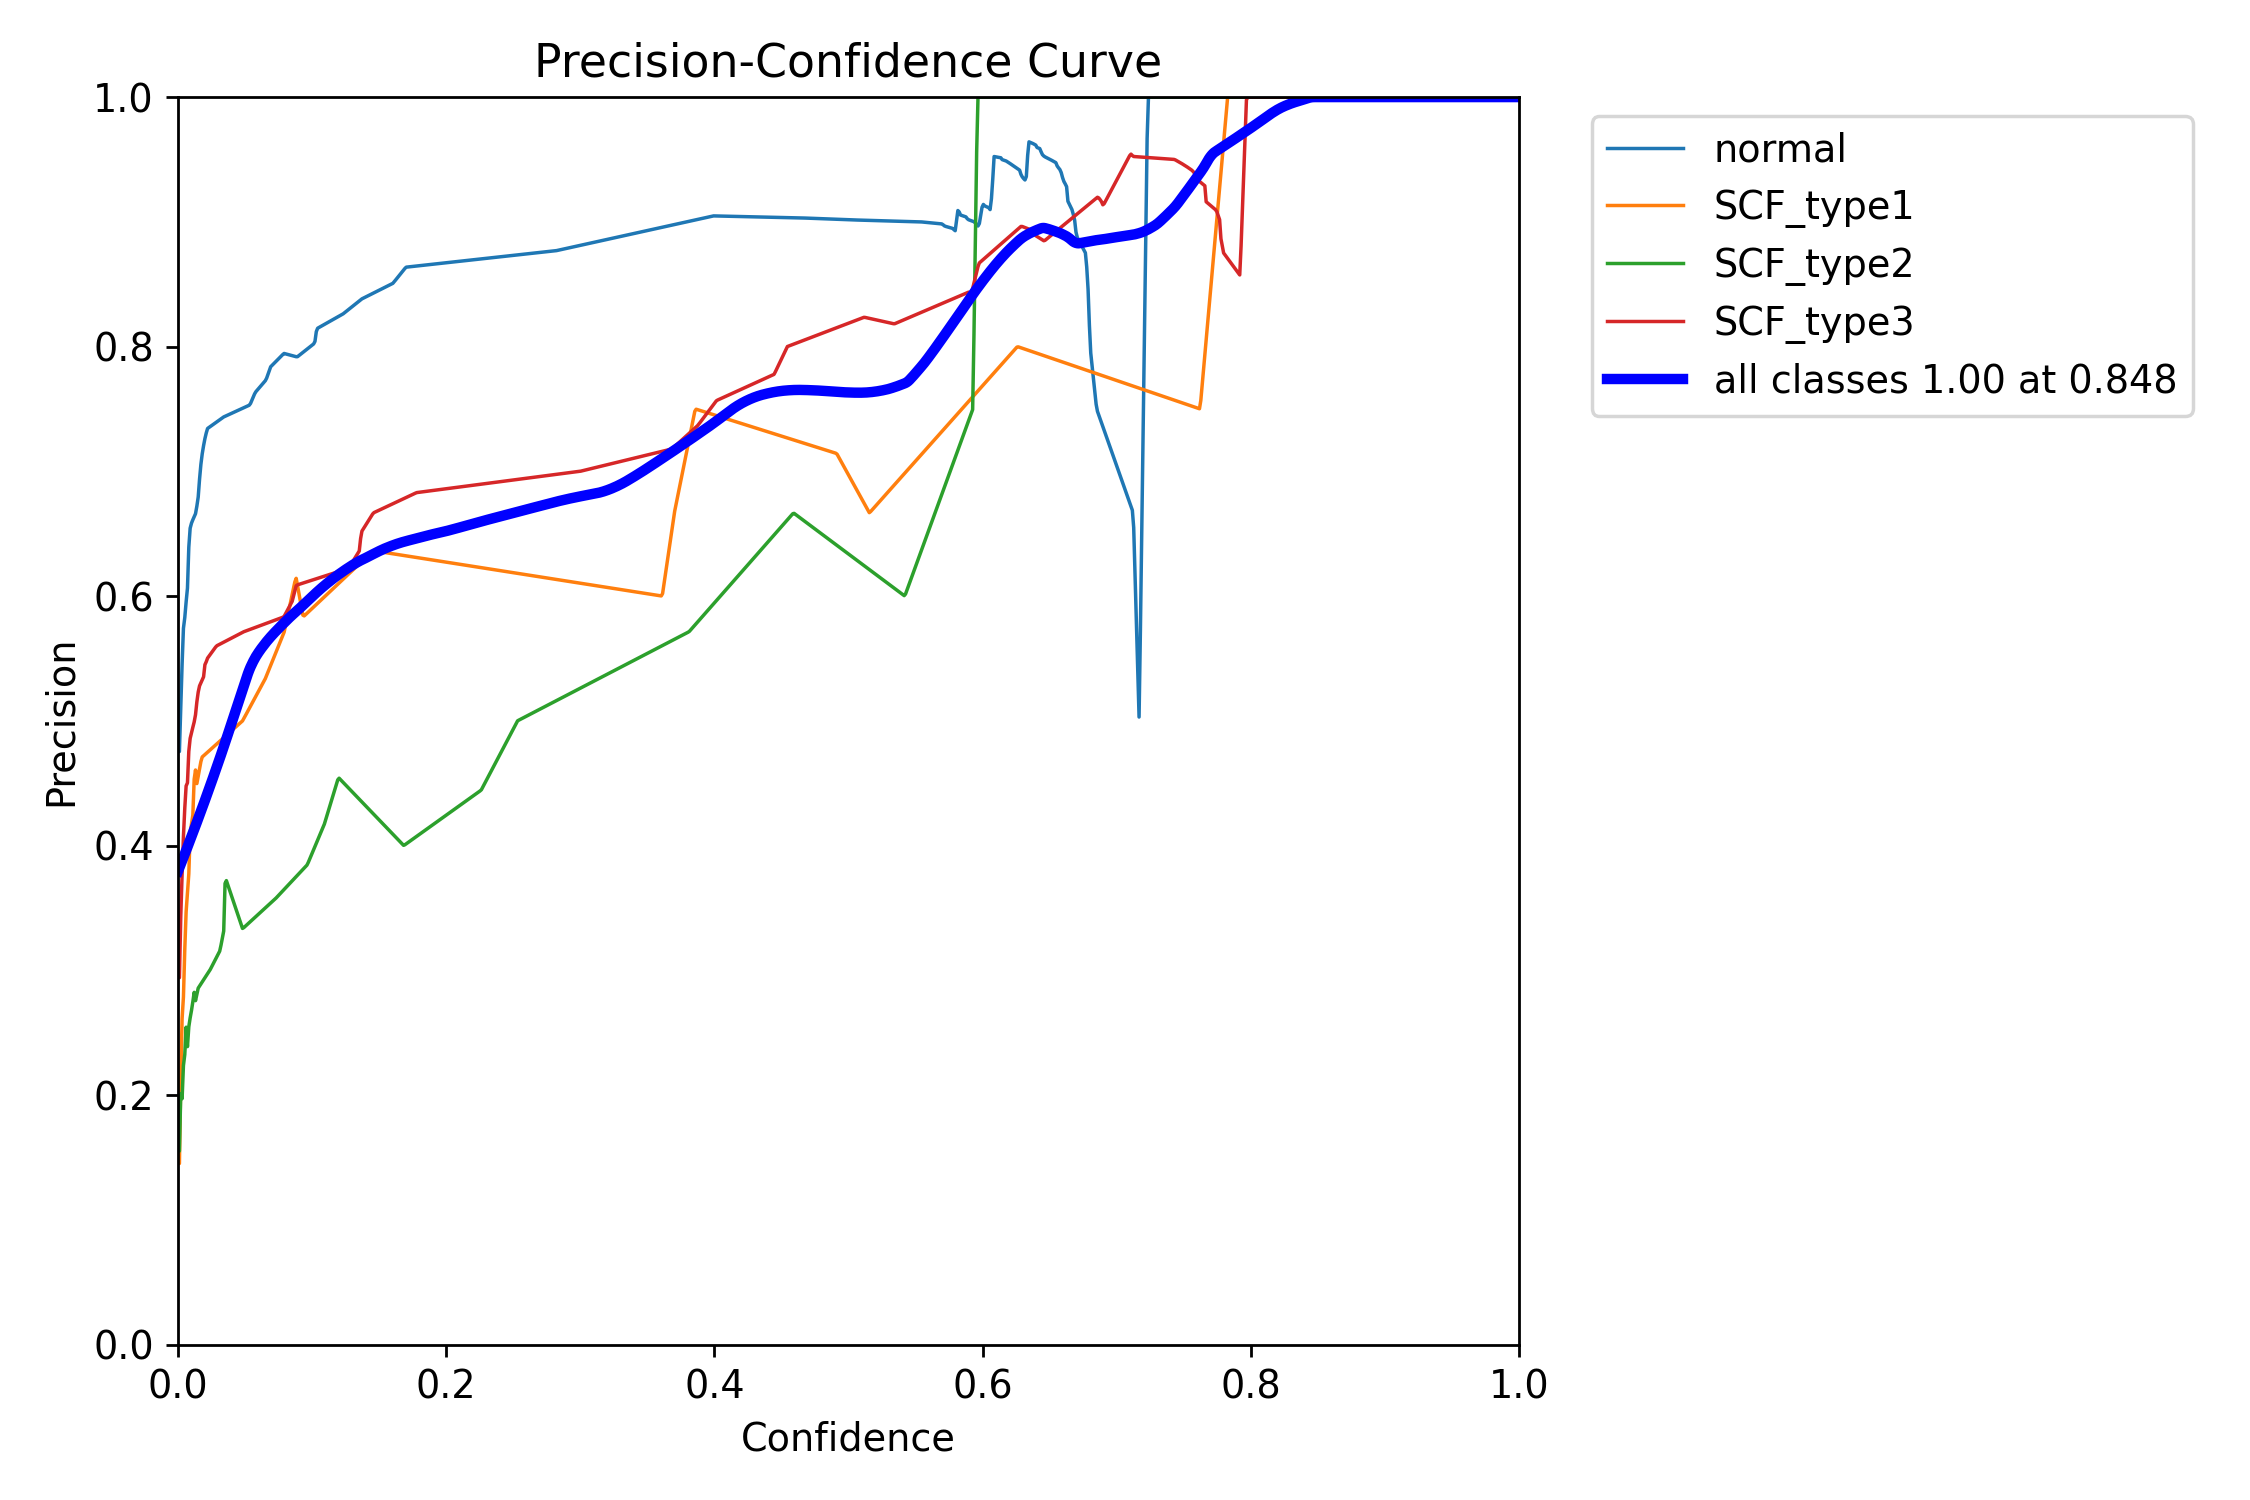 Precision-Confidence Curve
1.0
0.8
0.6
0.4
0.2
0.0
Precision
0.0 0.2 0.4 0.6 0.8 1.0
Confidence
normal
SCF_type1
SCF_type2
SCF_type3
all classes 1.00 at 0.848